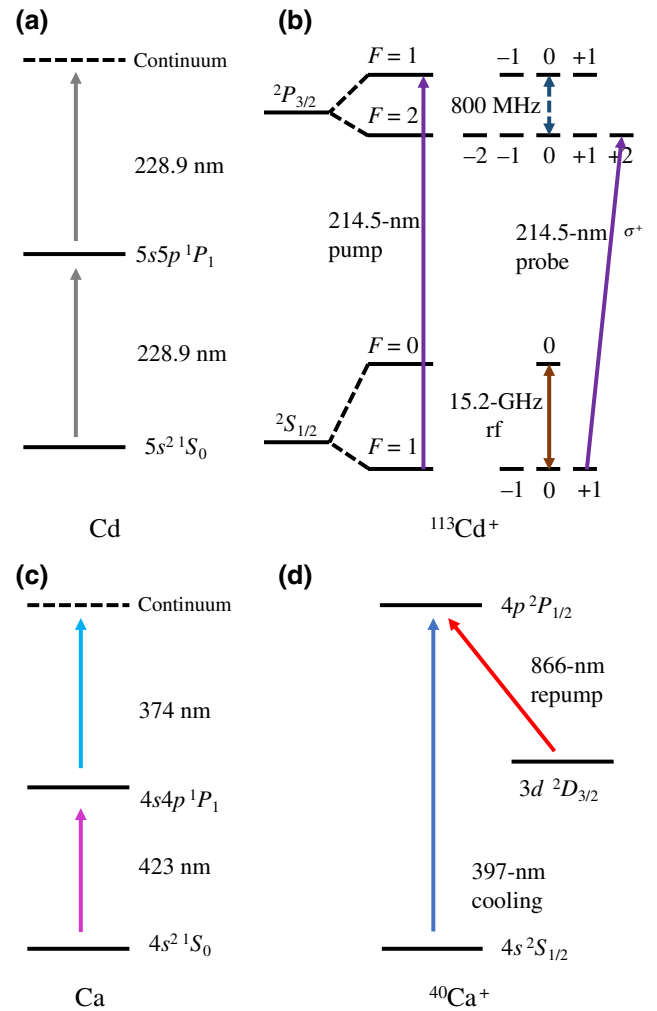 (a)
Continuum
228.9 nm
5s5p ¹P₁
228.9 nm
5s² ¹S₀
Cd
(b)
F = 1
–1 0 +1
²P₃/₂
800 MHz
F = 2
–2 –1 0 +1 +2
214.5-nm
pump
214.5-nm
probe
σ⁺
F = 0
0
15.2-GHz
rf
²S₁/₂
F = 1
–1 0 +1
¹¹³Cd⁺
(c)
Continuum
374 nm
4s4p ¹P₁
423 nm
4s² ¹S₀
Ca
(d)
4p ²P₁/₂
866-nm
repump
3d ²D₃/₂
397-nm
cooling
4s ²S₁/₂
⁴⁰Ca⁺